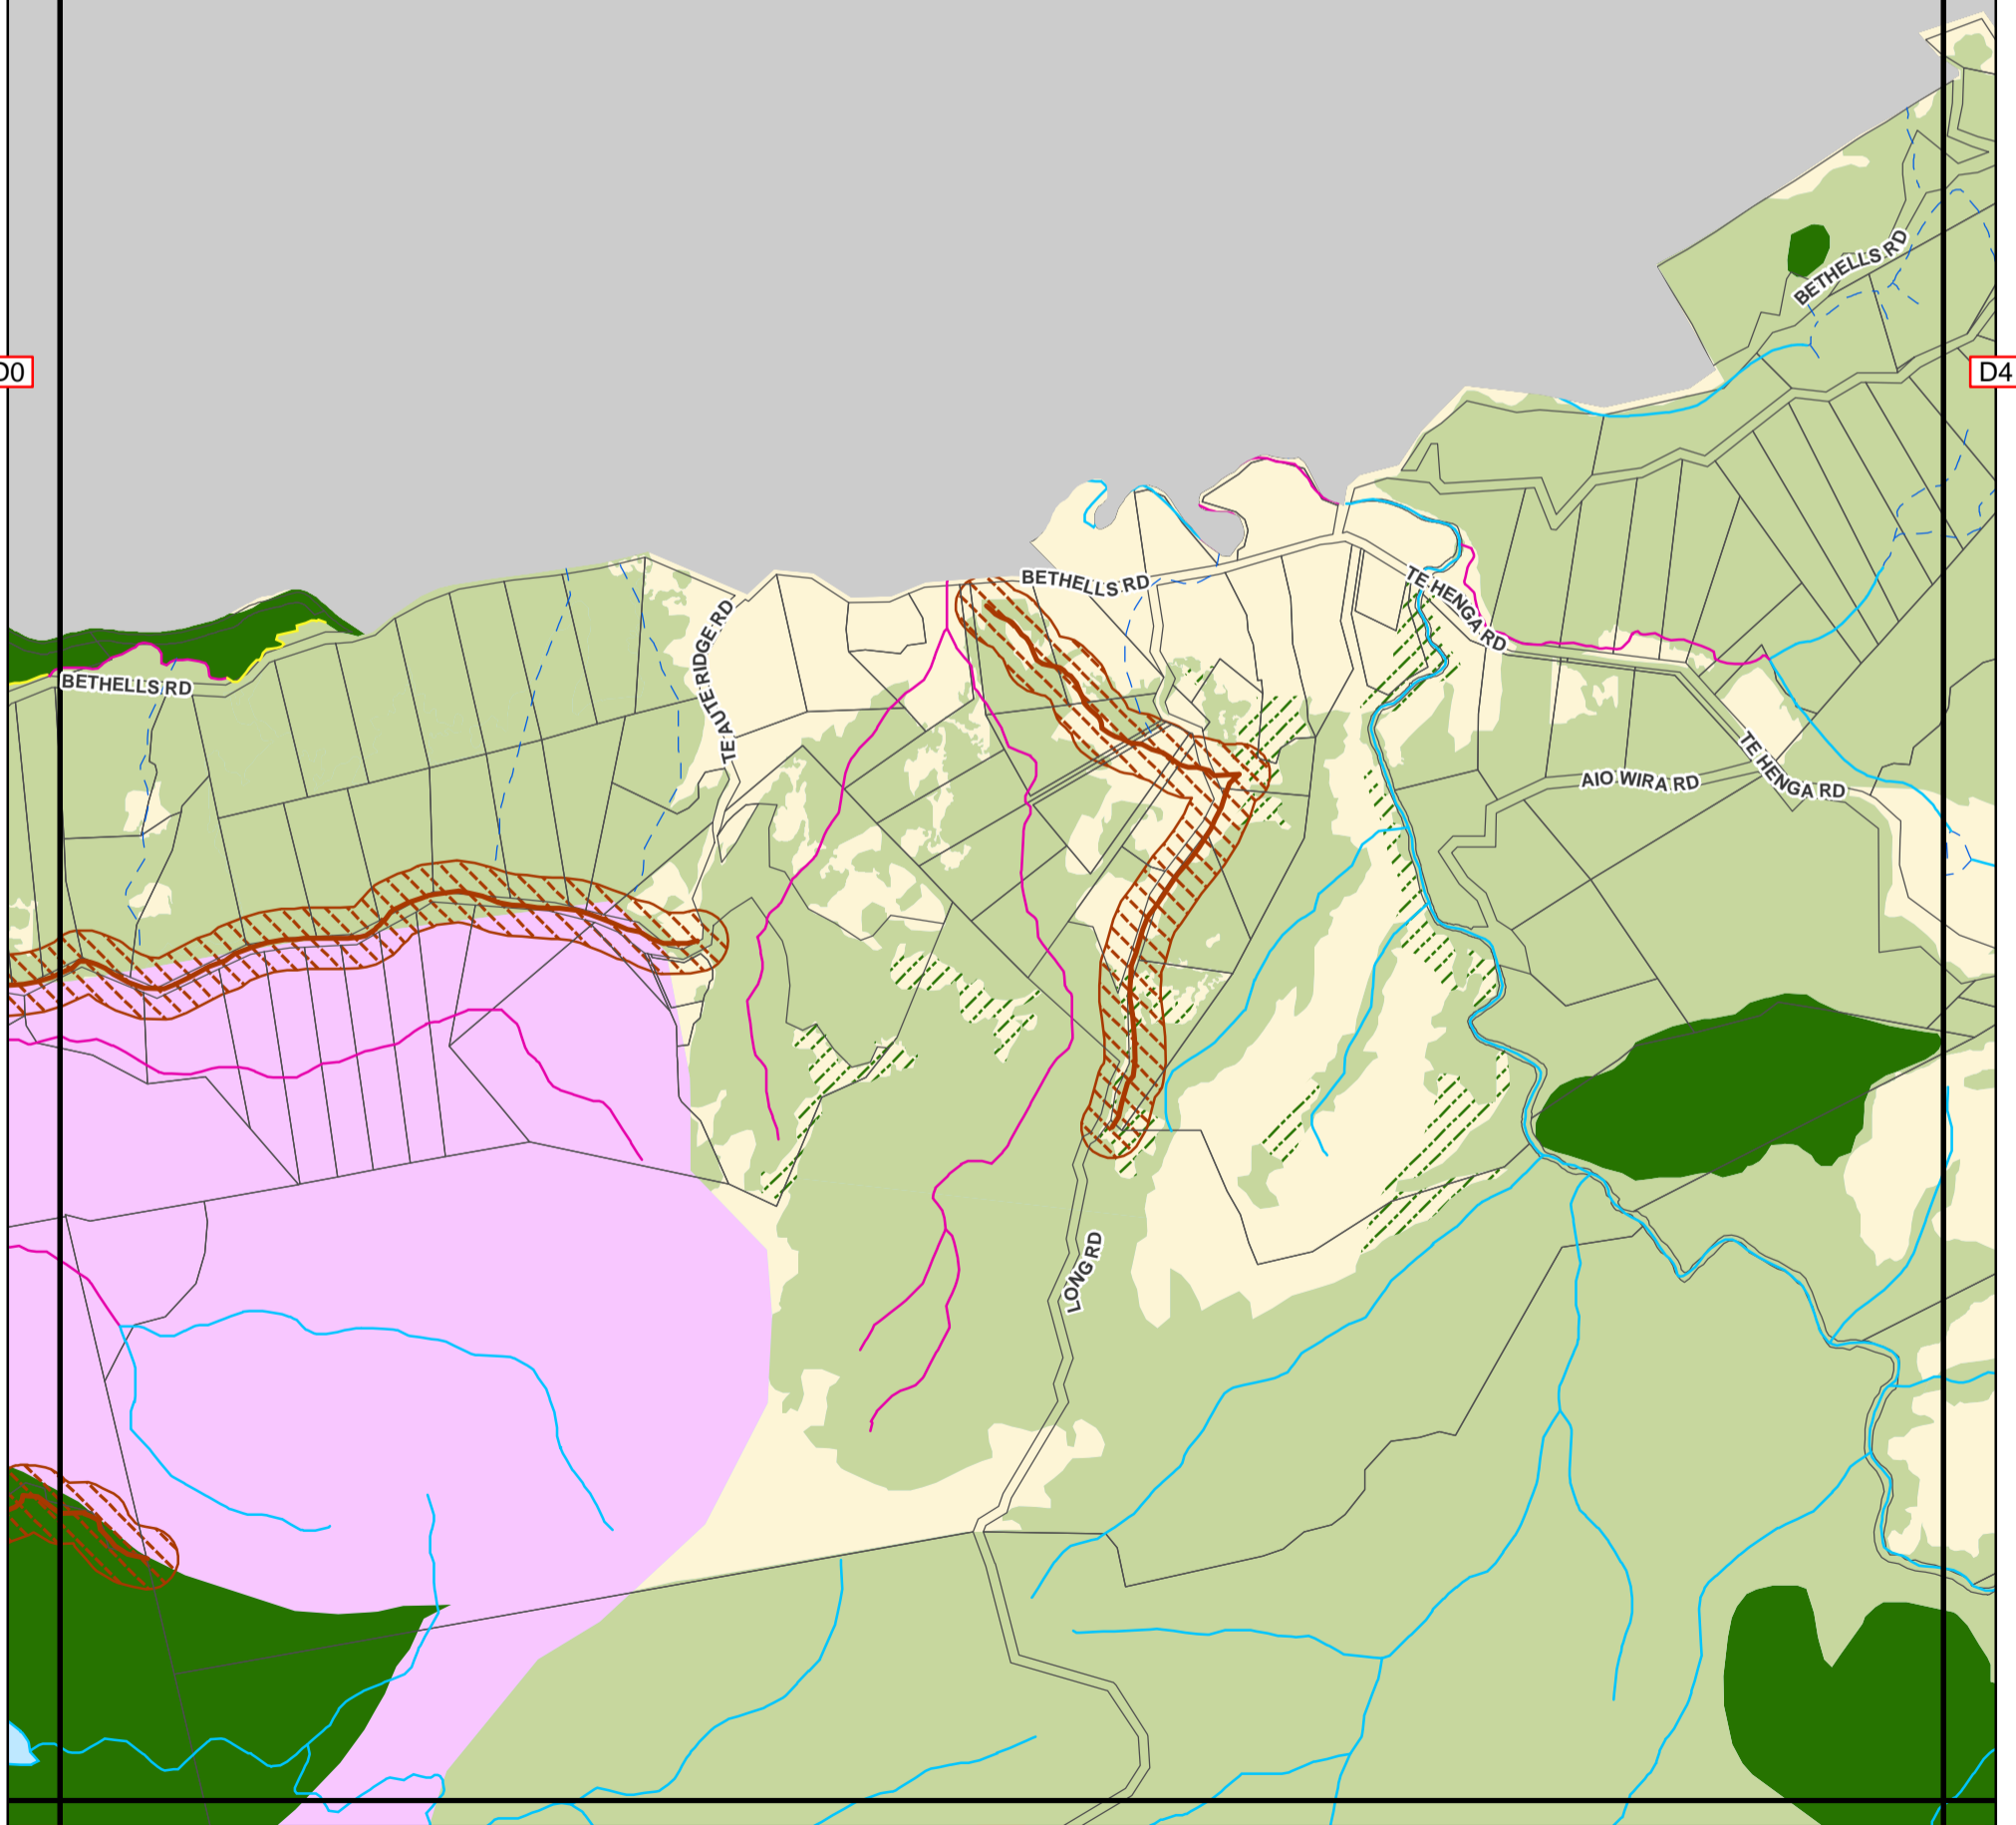 BETHELLS RD
D0
D4
BETHELLS RD
TE HENGA RD
TE AUTE RIDGE RD
BETHELLS RD
TE HENGA RD
AIO WIRA RD
LONG RD